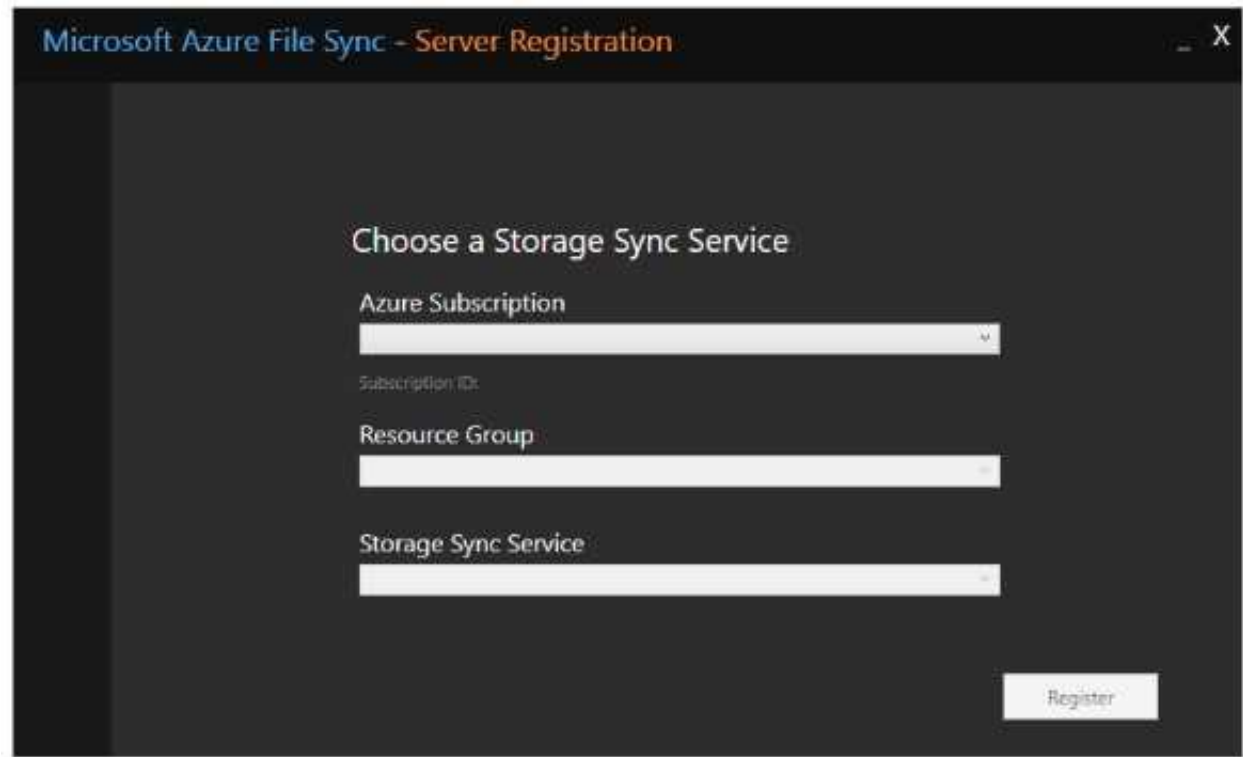 Microsoft Azure File Sync - Server Registration
_ X
Choose a Storage Sync Service
Azure Subscription
Subscription ID:
Resource Group
Storage Sync Service
Register